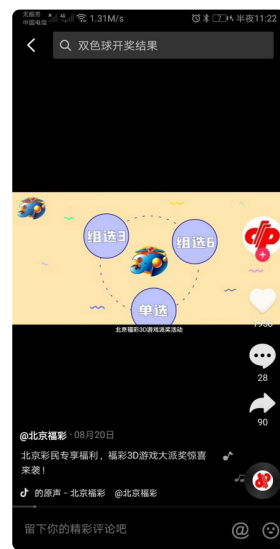 无服务
中国电信
1.31M/s
半夜11:22
双色球开奖结果
组选3
组选6
单选
北京福彩3D游戏派奖活动
1958
28
90
@北京福彩 · 08月20日
北京彩民专享福利，福彩3D游戏大派奖惊喜
来袭！
的原声 - 北京福彩 @北京福彩
留下你的精彩评论吧